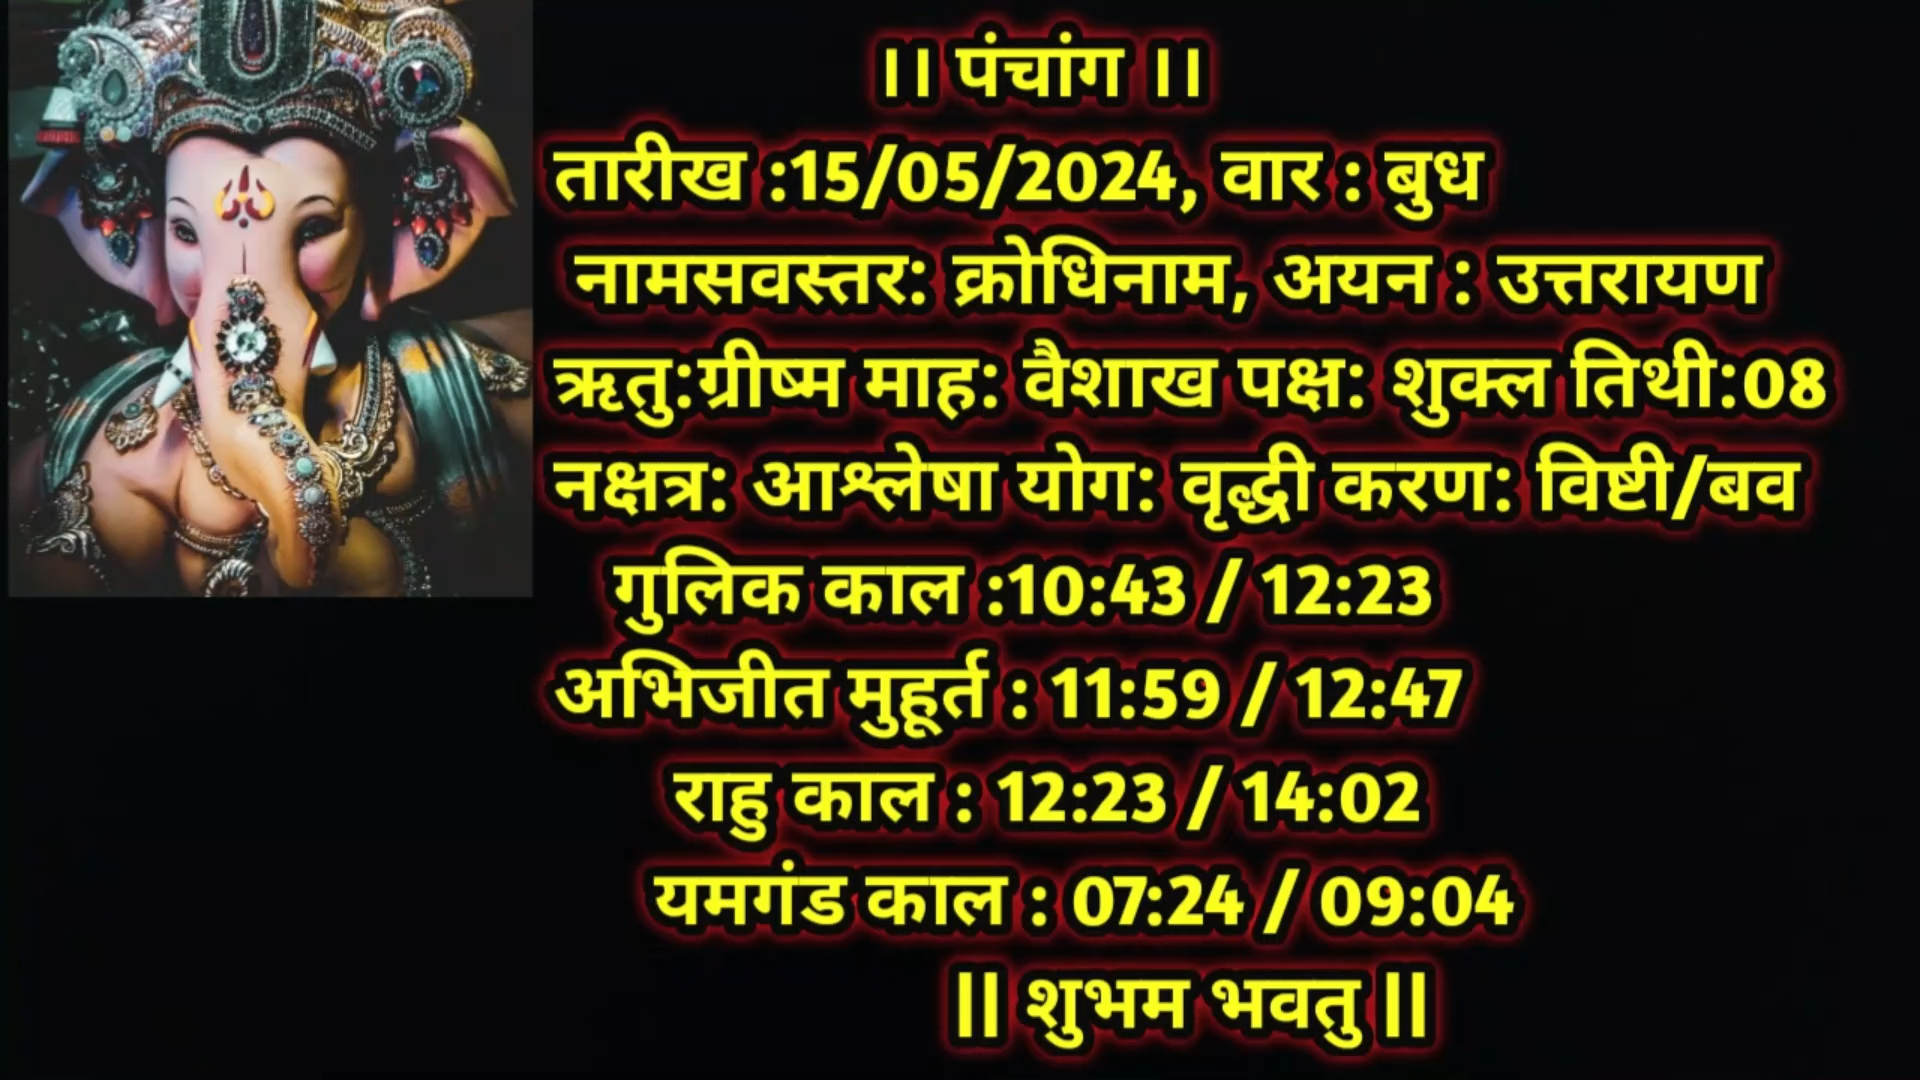 ।। पंचांग ।।
तारीख :15/05/2024, वार : बुध
नामसवस्तर: क्रोधिनाम, अयन : उत्तरायण
ऋतु:ग्रीष्म माह: वैशाख पक्ष: शुक्ल तिथी:08
नक्षत्र: आश्लेषा योग: वृद्धी करण: विष्टी/बव
गुलिक काल :10:43 / 12:23
अभिजीत मुहूर्त : 11:59 / 12:47
राहु काल : 12:23 / 14:02
यमगंड काल : 07:24 / 09:04
|| शुभम भवतु ||